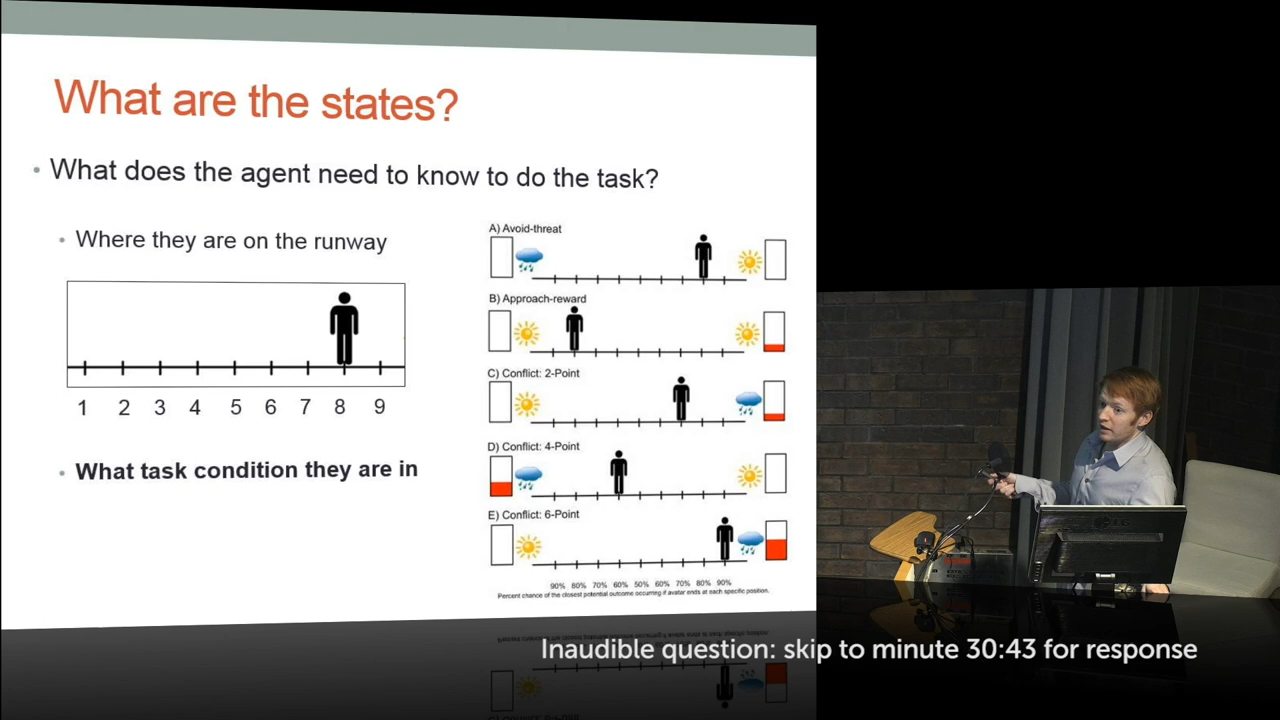 What are the states?
• What does the agent need to know to do the task?
• Where they are on the runway
1 2 3 4 5 6 7 8 9
• What task condition they are in
A) Avoid-threat
B) Approach-reward
C) Conflict: 2-Point
D) Conflict: 4-Point
E) Conflict: 6-Point
90% 80% 70% 60% 50% 60% 70% 80% 90%
Percent chance of the closest potential outcome occurring if avatar ends at each specific position.
LG
Inaudible question: skip to minute 30:43 for response